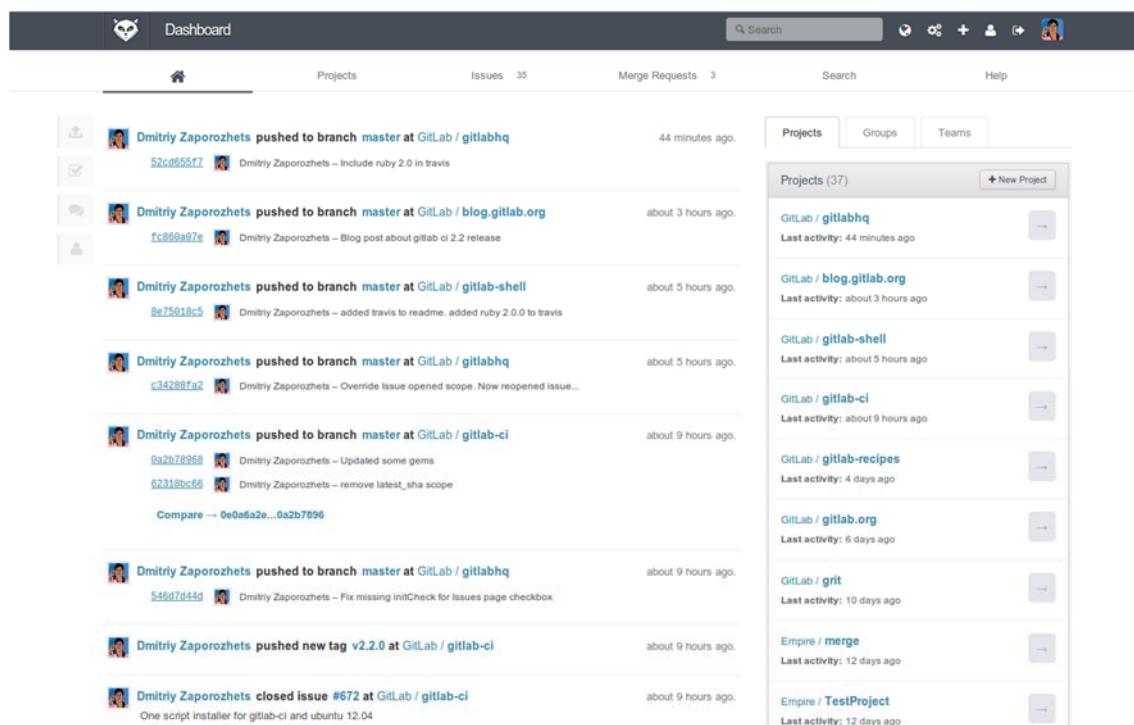 Dashboard
Search
Projects
Issues 35
Merge Requests 3
Search
Help
Dmitriy Zaporozhets pushed to branch master at GitLab / gitlabhq
44 minutes ago.
52cd655f7 Dmitriy Zaporozhets – Include ruby 2.0 in travis
Dmitriy Zaporozhets pushed to branch master at GitLab / blog.gitlab.org
about 3 hours ago.
fc860a07e Dmitriy Zaporozhets – Blog post about gitlab ci 2.2 release
Dmitriy Zaporozhets pushed to branch master at GitLab / gitlab-shell
about 5 hours ago.
8e75018c5 Dmitriy Zaporozhets – added travis to readme. added ruby 2.0.0 to travis
Dmitriy Zaporozhets pushed to branch master at GitLab / gitlabhq
about 5 hours ago.
c34288fa2 Dmitriy Zaporozhets – Override Issue opened scope. Now reopened issue...
Dmitriy Zaporozhets pushed to branch master at GitLab / gitlab-ci
about 9 hours ago.
0a2b78968 Dmitriy Zaporozhets – Updated some gems
62318bc66 Dmitriy Zaporozhets – remove latest_sha scope
Compare → 0e0a6a2e...0a2b7896
Dmitriy Zaporozhets pushed to branch master at GitLab / gitlabhq
about 9 hours ago.
546d7d44d Dmitriy Zaporozhets – Fix missing initCheck for Issues page checkbox
Dmitriy Zaporozhets pushed new tag v2.2.0 at GitLab / gitlab-ci
about 9 hours ago.
Dmitriy Zaporozhets closed issue #672 at GitLab / gitlab-ci
about 9 hours ago.
One script installer for gitlab-ci and ubuntu 12.04
Projects
Groups
Teams
Projects (37)
+ New Project
GitLab / gitlabhq
Last activity: 44 minutes ago
→
GitLab / blog.gitlab.org
Last activity: about 3 hours ago
→
GitLab / gitlab-shell
Last activity: about 5 hours ago
→
GitLab / gitlab-ci
Last activity: about 9 hours ago
→
GitLab / gitlab-recipes
Last activity: 4 days ago
→
GitLab / gitlab.org
Last activity: 6 days ago
→
GitLab / grit
Last activity: 10 days ago
→
Empire / merge
Last activity: 12 days ago
→
Empire / TestProject
Last activity: 12 days ago
→